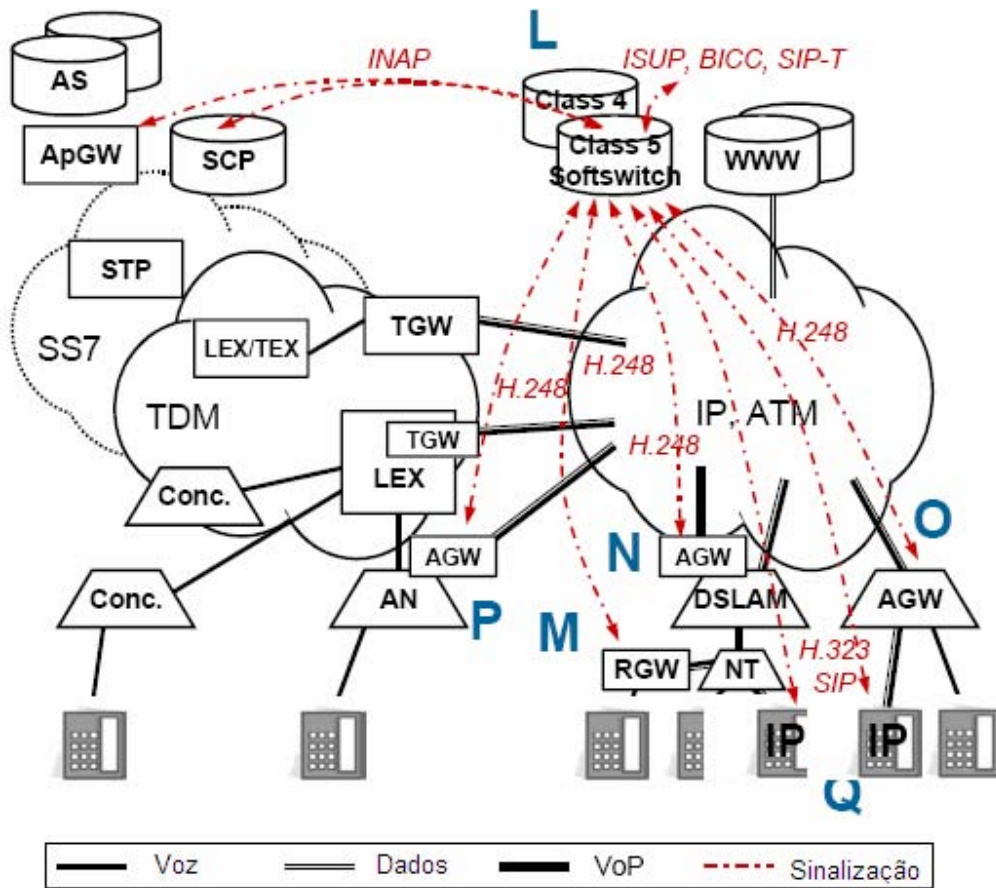 L
AS
INAP
ISUP, BICC, SIP-T
Class 4
ApGW
SCP
Class 5
Softswitch
WWW
STP
SS7
LEX/TEX
TGW
H.248
H.248
H.248
TDM
IP, ATM
TGW
H.248
LEX
Conc.
AGW
N
AGW
O
Conc.
AN
P
M
DSLAM
AGW
RGW
NT
H.323
SIP
IP
IP
Q
Voz
Dados
VoP
Sinalização